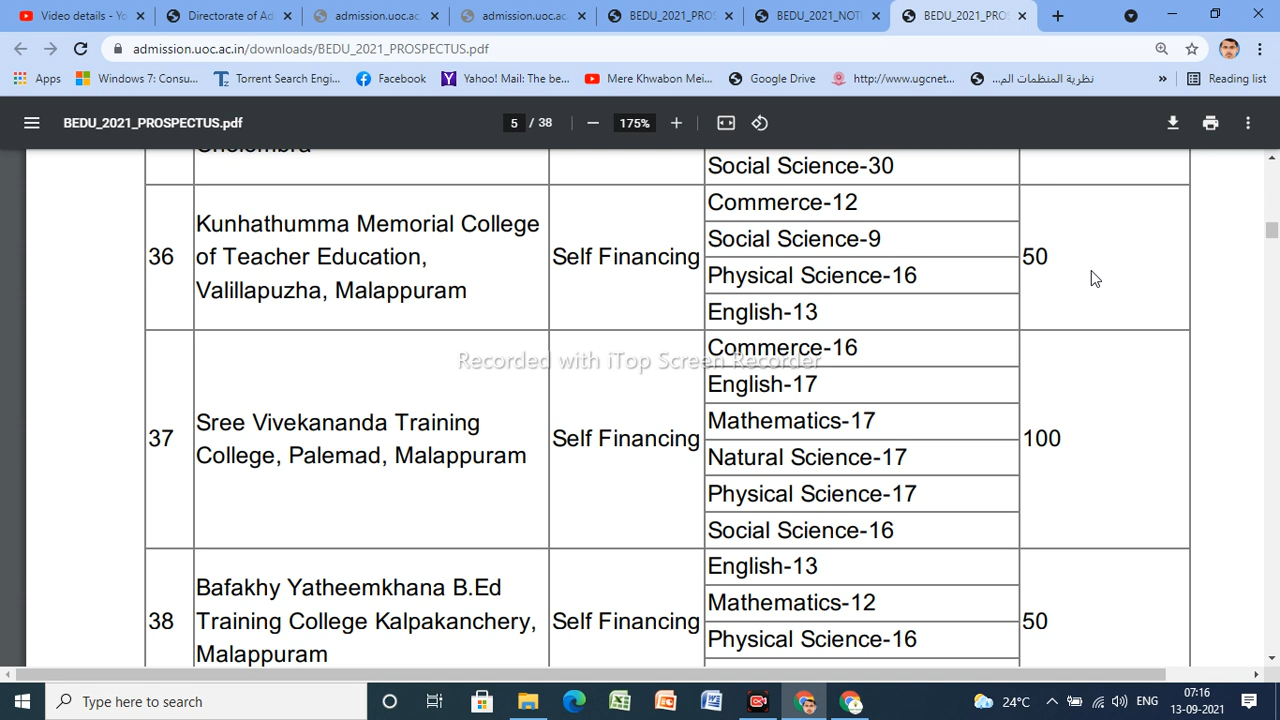 Video details - Yo
Directorate of Ad
admission.uoc.ac
admission.uoc.ac
BEDU_2021_PROS
BEDU_2021_NOTI
BEDU_2021_PROS
admission.uoc.ac.in/downloads/BEDU_2021_PROSPECTUS.pdf
Apps
Windows 7: Consu...
Torrent Search Engi...
Facebook
Yahoo! Mail: The be...
Mere Khwabon Mei...
Google Drive
http://www.ugcnet...
نظرية المنظمات الم...
»
Reading list
BEDU_2021_PROSPECTUS.pdf
5 / 38
175%
Social Science-30
36
Kunhathumma Memorial College
of Teacher Education,
Valillapuzha, Malappuram
Self Financing
Commerce-12
Social Science-9
Physical Science-16
English-13
50
Recorded with iTop Screen Recorder
37
Sree Vivekananda Training
College, Palemad, Malappuram
Self Financing
Commerce-16
English-17
Mathematics-17
Natural Science-17
Physical Science-17
Social Science-16
100
38
Bafakhy Yatheemkhana B.Ed
Training College Kalpakanchery,
Malappuram
Self Financing
English-13
Mathematics-12
Physical Science-16
50
Type here to search
24°C
ENG
07:16
13-09-2021